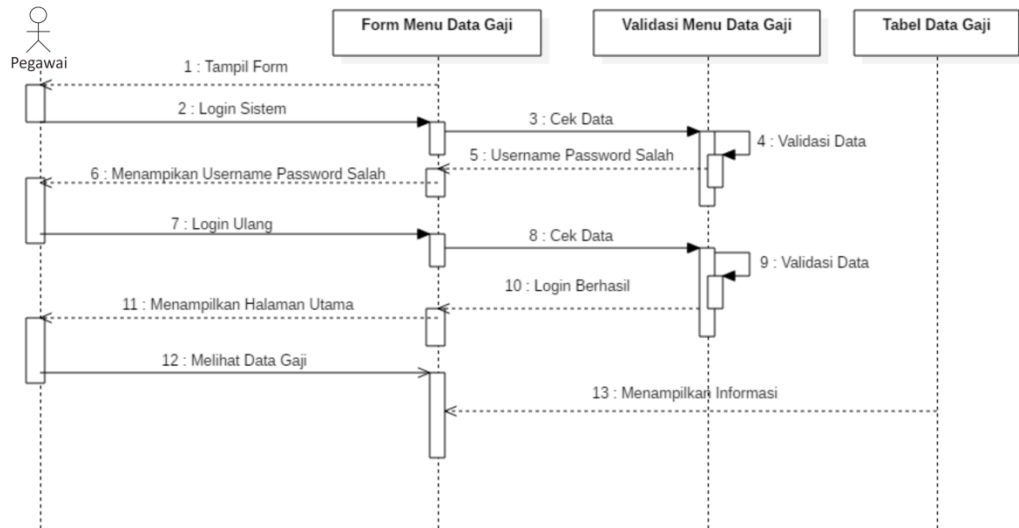 Pegawai
Form Menu Data Gaji
Validasi Menu Data Gaji
Tabel Data Gaji
1 : Tampil Form
2 : Login Sistem
3 : Cek Data
4 : Validasi Data
5 : Username Password Salah
6 : Menampikan Username Password Salah
7 : Login Ulang
8 : Cek Data
9 : Validasi Data
10 : Login Berhasil
11 : Menampilkan Halaman Utama
12 : Melihat Data Gaji
13 : Menampilkan Informasi